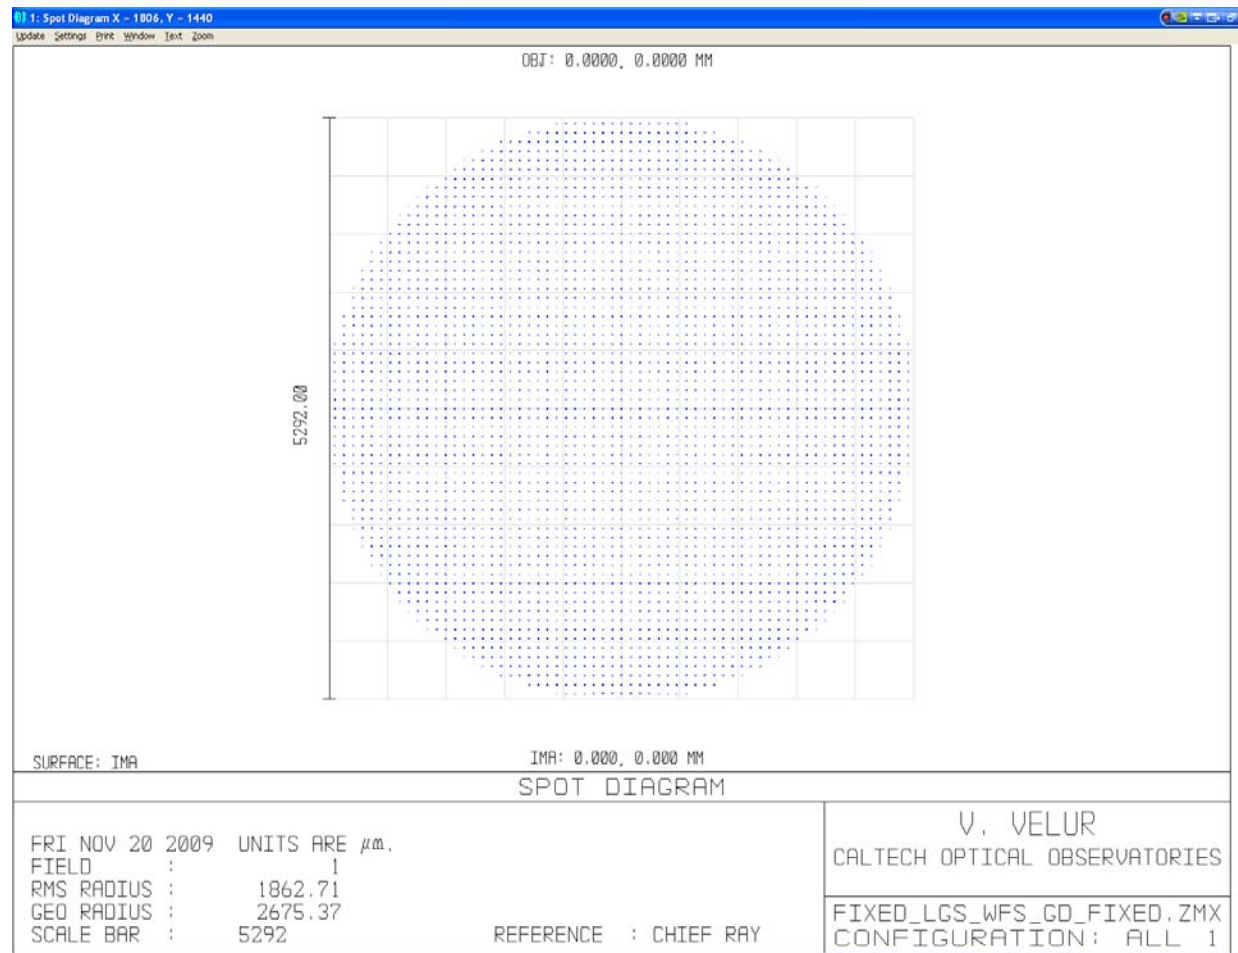 1: Spot Diagram X - 1806, Y - 1440
Update Settings Print Window Text Zoom
OBJ: 0.0000, 0.0000 MM
5292.00
SURFACE: IMA
IMA: 0.000, 0.000 MM
SPOT DIAGRAM
FRI NOV 20 2009 UNITS ARE µm.
FIELD : 1
RMS RADIUS : 1862.71
GEO RADIUS : 2675.37
SCALE BAR : 5292
REFERENCE : CHIEF RAY
V. VELUR
CALTECH OPTICAL OBSERVATORIES
FIXED_LGS_WFS_GD_FIXED.ZMX
CONFIGURATION: ALL 1